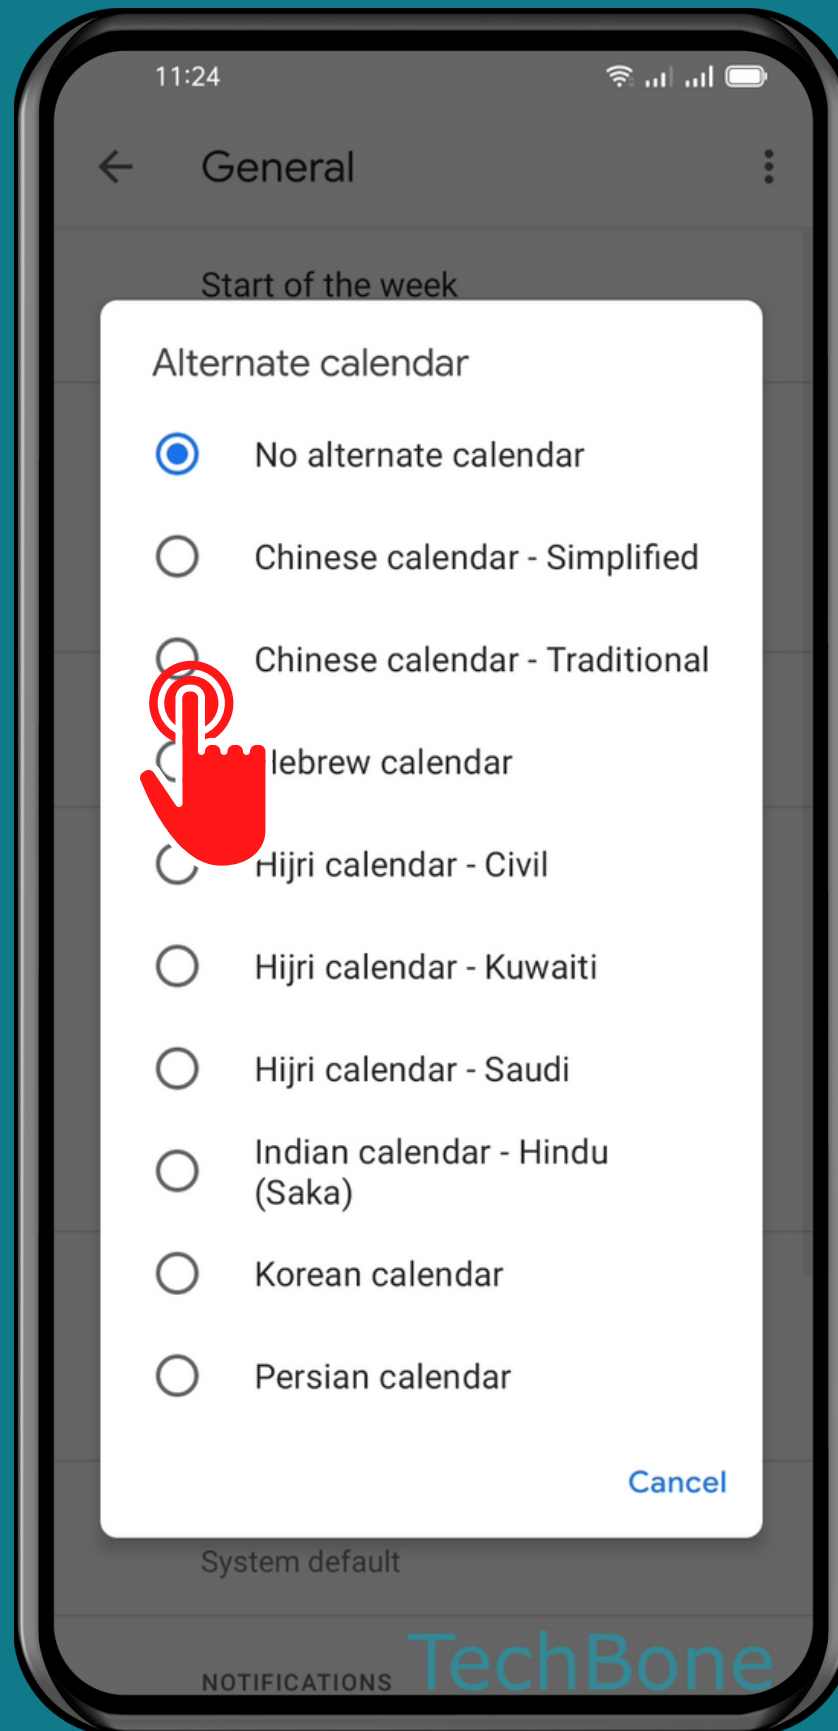 11:24
General
Start of the week
Alternate calendar
No alternate calendar
Chinese calendar - Simplified
Chinese calendar - Traditional
Hebrew calendar
Hijri calendar - Civil
Hijri calendar - Kuwaiti
Hijri calendar - Saudi
Indian calendar - Hindu
(Saka)
Korean calendar
Persian calendar
Cancel
System default
NOTIFICATIONS
TechBone